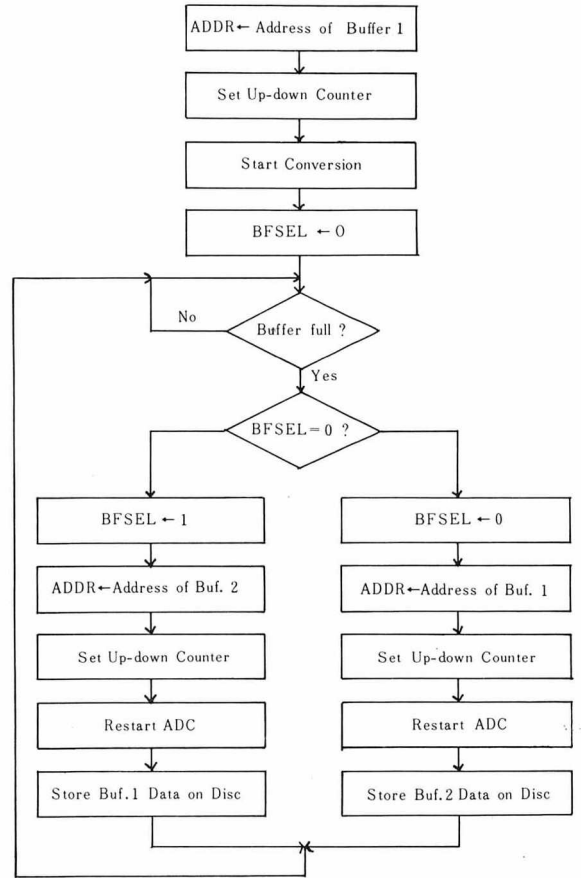 ADDR← Address of Buffer 1
Set Up-down Counter
Start Conversion
BFSEL ← O
No
Buffer full ?
Yes
BFSEL=0 ?
BFSEL ← 1
BFSEL ← 0
ADDR←Address of Buf. 2
ADDR←Address of Buf. 1
Set Up-down Counter
Set Up-down Counter
Restart ADC
Restart ADC
Store Buf.1 Data on Disc
Store Buf.2 Data on Disc